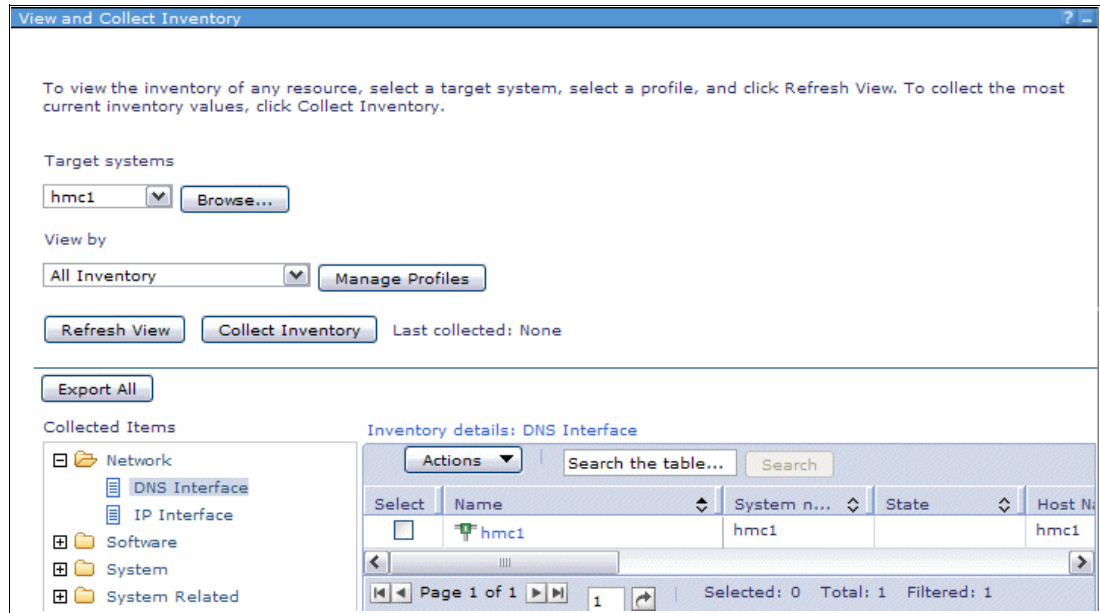 View and Collect Inventory
?
To view the inventory of any resource, select a target system, select a profile, and click Refresh View. To collect the most
current inventory values, click Collect Inventory.
Target systems
hmc1 Browse...
View by
All Inventory Manage Profiles
Refresh View Collect Inventory Last collected: None
Export All
Collected Items
Inventory details: DNS Interface
Network
DNS Interface
IP Interface
Software
System
System Related
Actions Search the table... Search
Select Name System n... State Host Na
hmc1 hmc1 hmc1
Page 1 of 1 1 Selected: 0 Total: 1 Filtered: 1